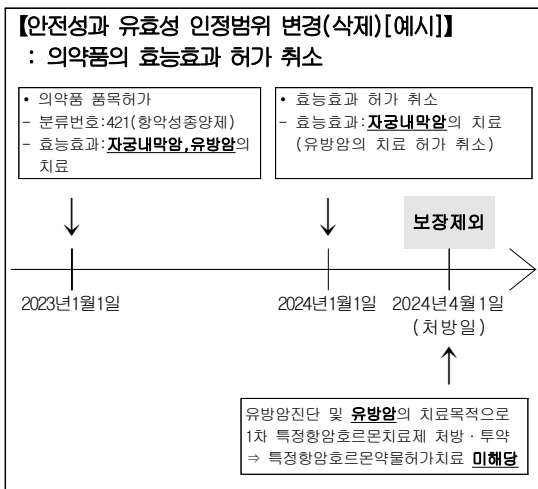 【안전성과 유효성 인정범위 변경(삭제)[예시]】
: 의약품의 효능효과 허가 취소
• 의약품 품목허가
- 분류번호:421(항악성종양제)
- 효능효과:자궁내막암,유방암의
치료
• 효능효과 허가 취소
- 효능효과:자궁내막암의 치료
(유방암의 치료 허가 취소)
보장제외
2023년1월1일
2024년1월1일
2024년4월1일
(처방일)
유방암진단 및 유방암의 치료목적으로
1차 특정항암호르몬치료제 처방·투약
⇒ 특정항암호르몬약물허가치료 미해당